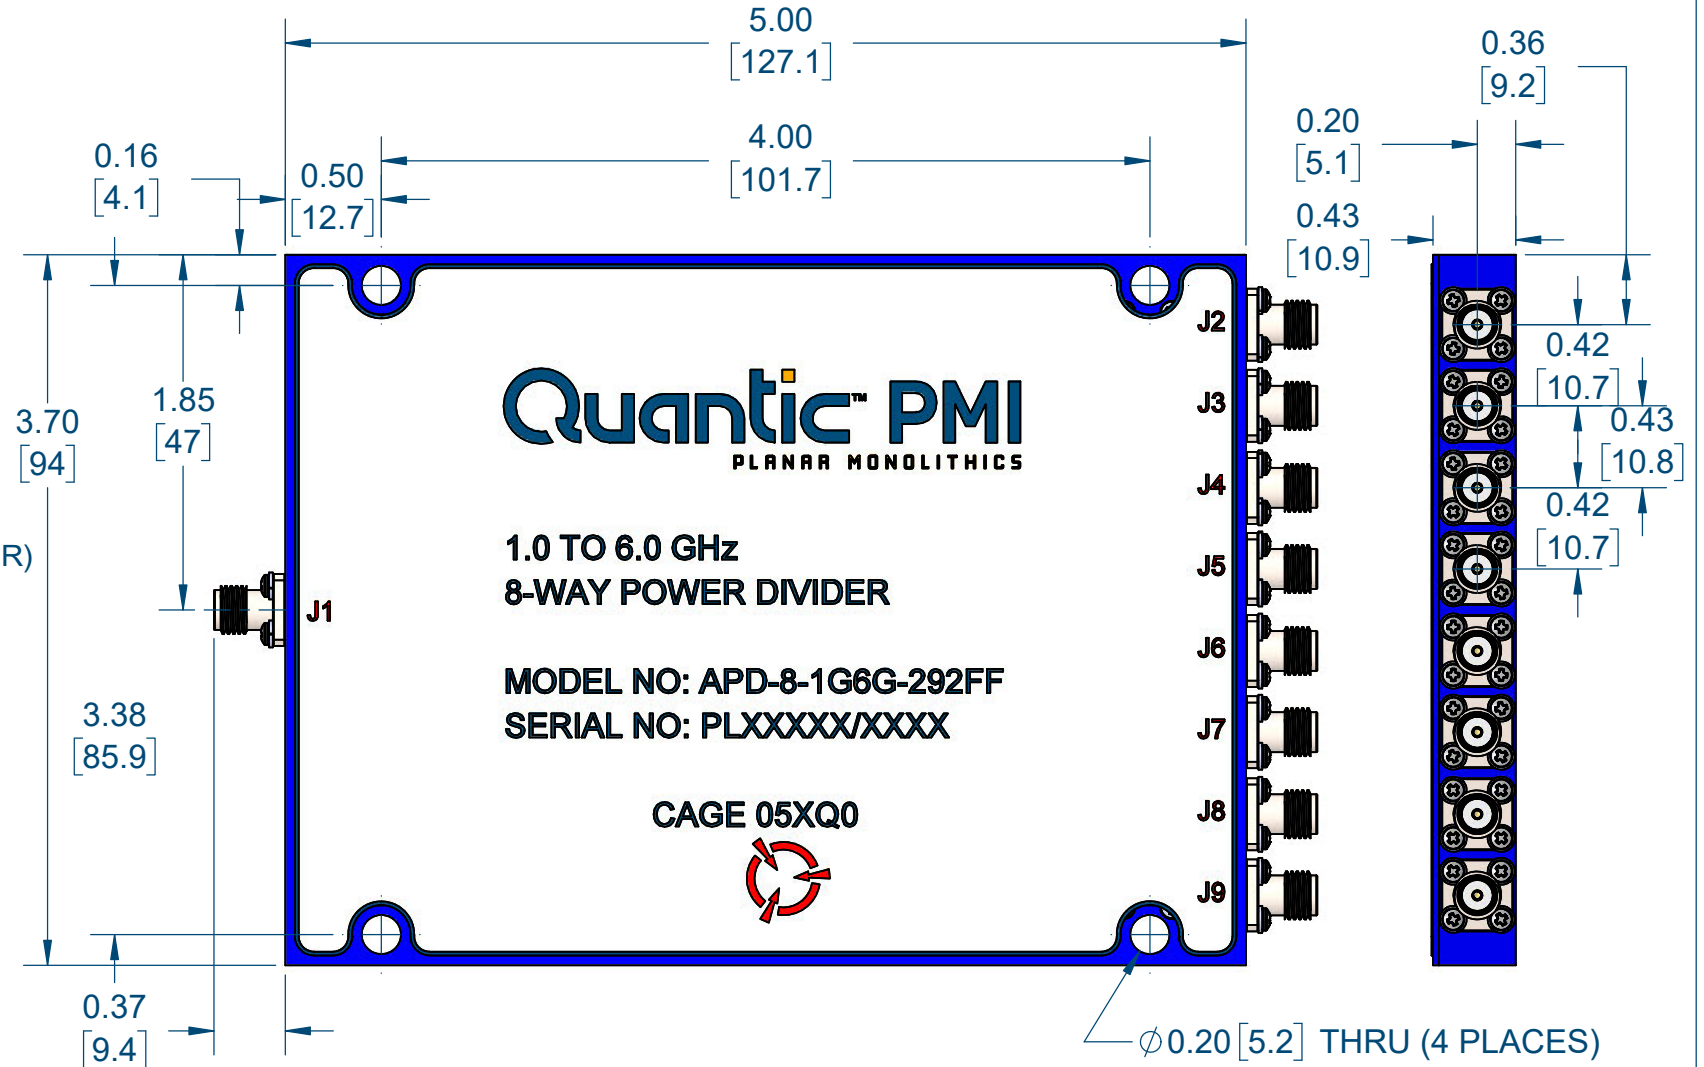 5.00
[127.1]
0.36
[9.2]
4.00
[101.7]
0.20
[5.1]
0.16
[4.1]
0.50
[12.7]
0.43
[10.9]
J2
0.42
[10.7]
1.85
[47]
3.70
[94]
Quantic™ PMI
PLANAR MONOLITHICS
J3
0.43
[10.8]
J4
0.42
[10.7]
R)
1.0 TO 6.0 GHz
8-WAY POWER DIVIDER
J5
J1
J6
MODEL NO: APD-8-1G6G-292FF
SERIAL NO: PLXXXXX/XXXX
J7
3.38
[85.9]
CAGE 05XQ0
J8
J9
0.37
[9.4]
∅0.20 [5.2] THRU (4 PLACES)